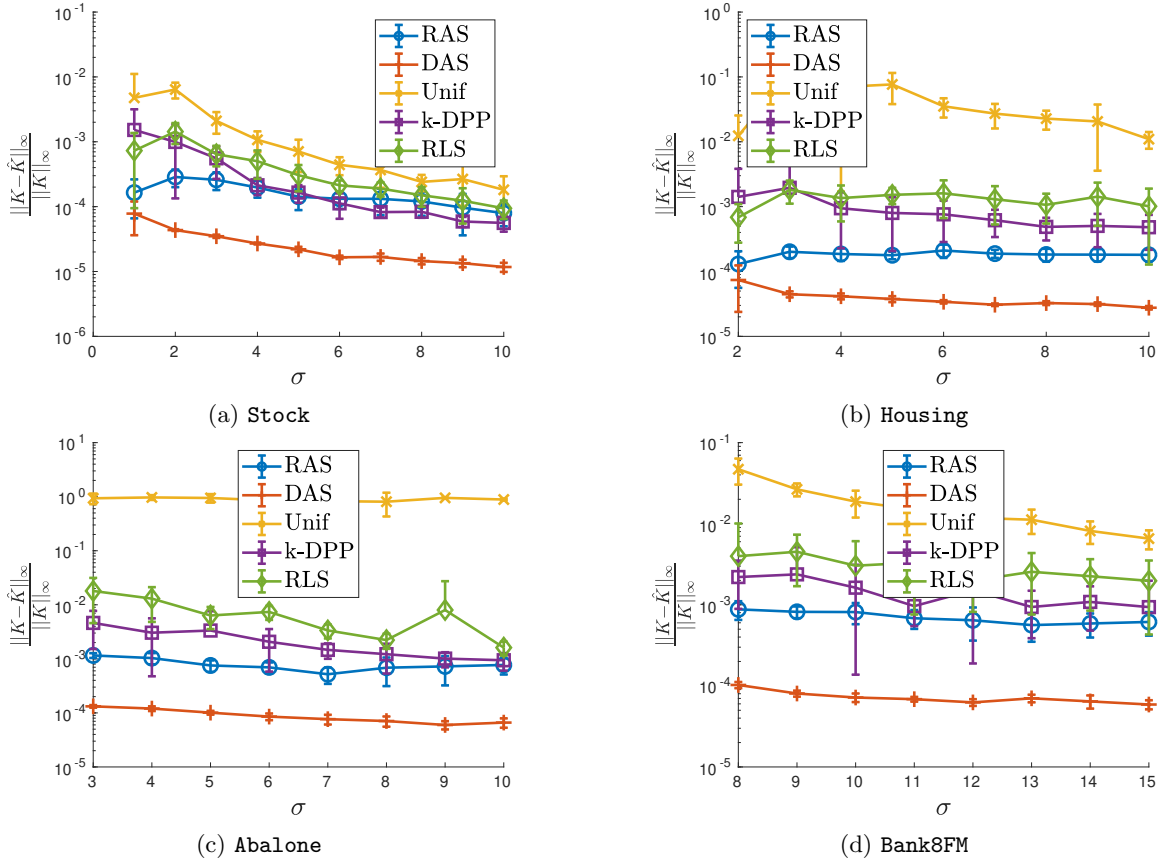 10^0
10^-1
10^-2
10^-3
10^-4
10^-5
10^-6
||K−K̂||∞
||K||∞
0 2 4 6 8 10
σ
RAS
DAS
Unif
k-DPP
RLS
(a) Stock
10^0
10^-1
10^-2
10^-3
10^-4
10^-5
||K−K̂||∞
||K||∞
2 4 6 8 10
σ
RAS
DAS
Unif
k-DPP
RLS
(b) Housing
10^1
10^0
10^-1
10^-2
10^-3
10^-4
10^-5
||K−K̂||∞
||K||∞
3 4 5 6 7 8 9 10
σ
RAS
DAS
Unif
k-DPP
RLS
(c) Abalone
10^-1
10^-2
10^-3
10^-4
10^-5
||K−K̂||∞
||K||∞
8 9 10 11 12 13 14 15
σ
RAS
DAS
Unif
k-DPP
RLS
(d) Bank8FM